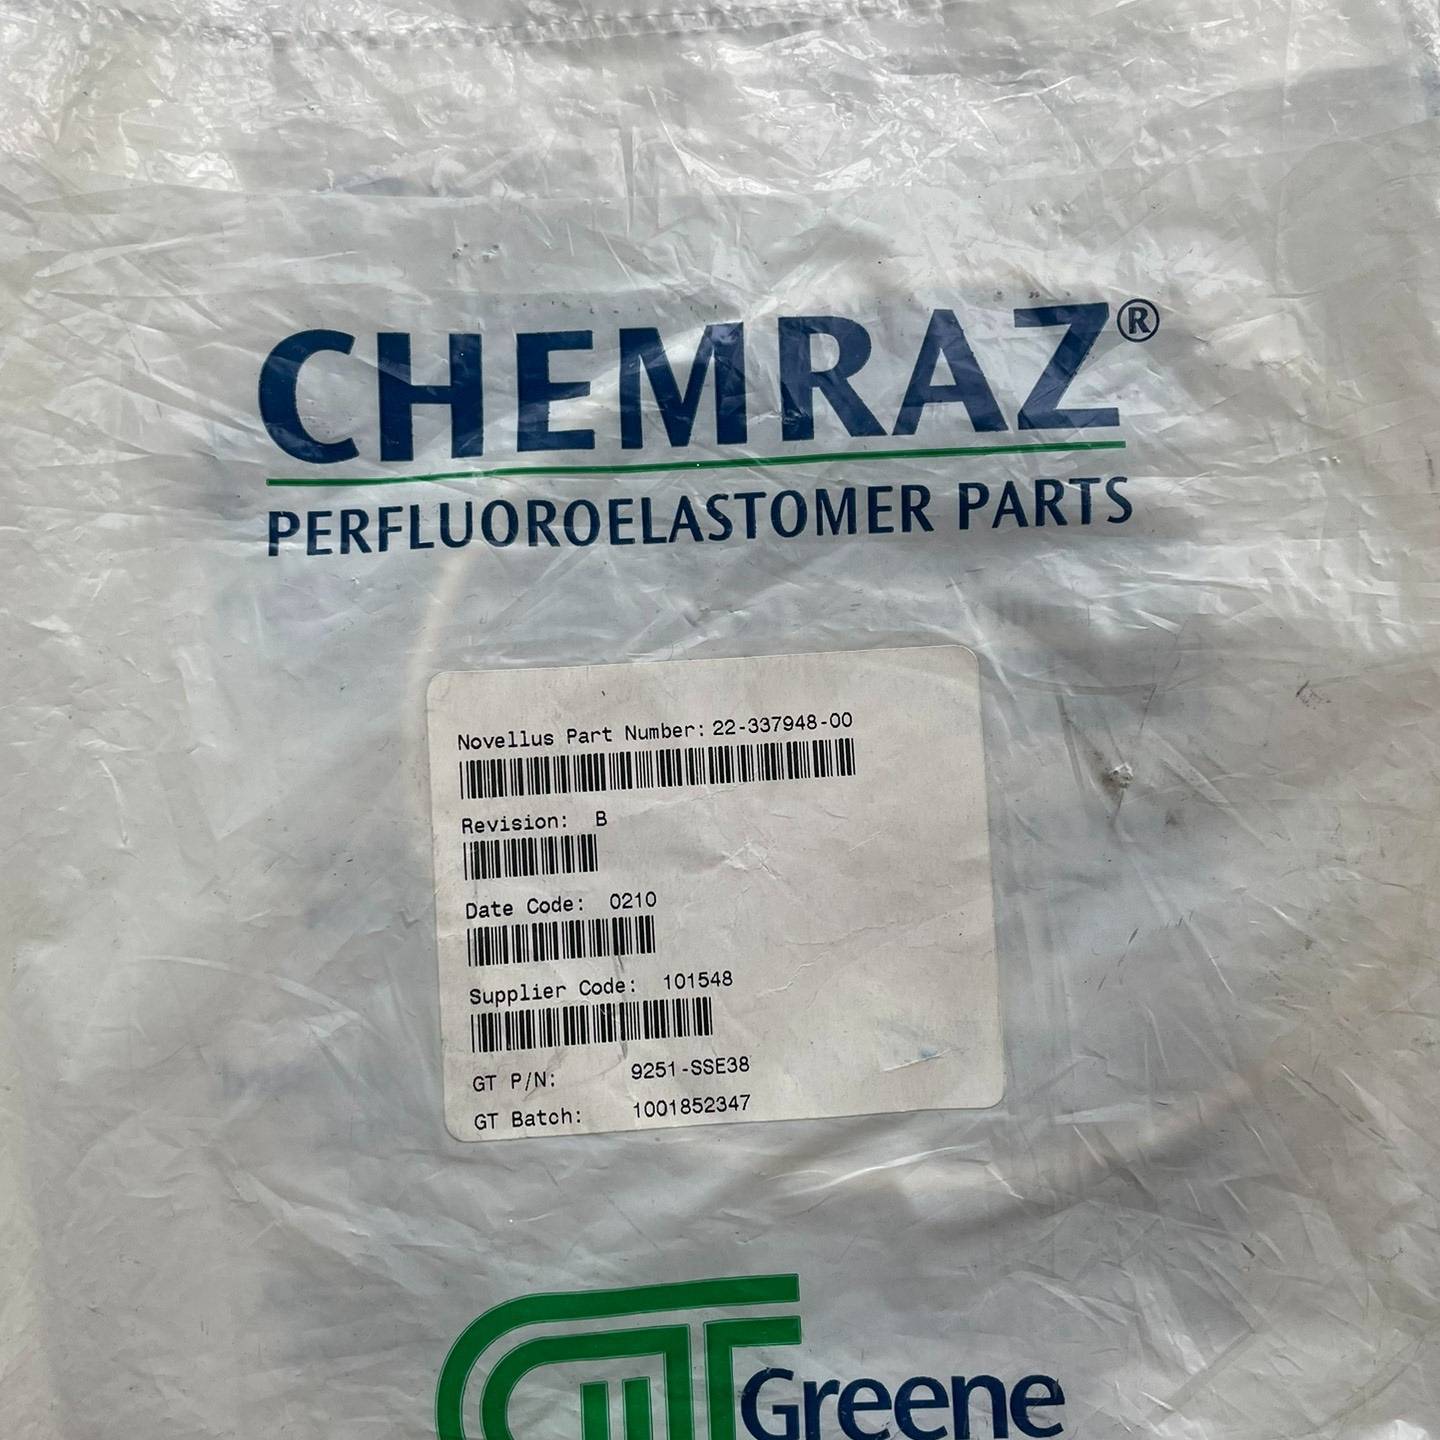 CHEMRAZ®
PERFLUOROELASTOMER PARTS
Novellus Part Number: 22-337948-00
Revision: B
Date Code: 0210
Supplier Code: 101548
GT P/N: 9251-SSE38
GT Batch: 1001852347
GT Greene